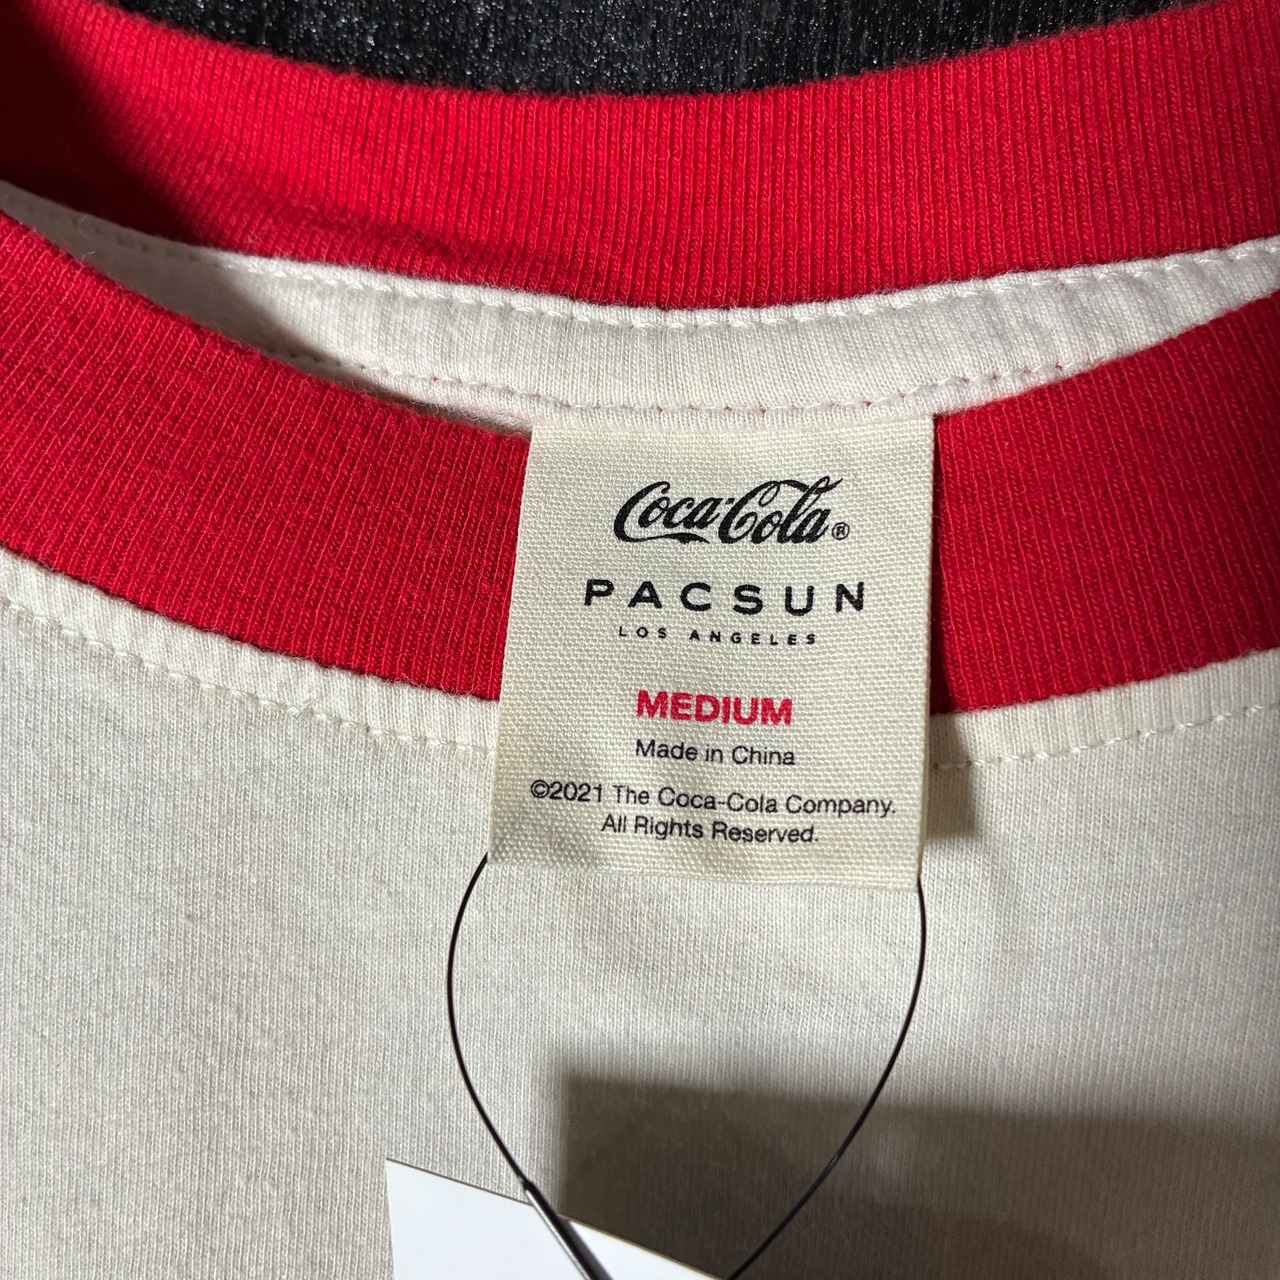 Coca-Cola®
PACSUN
LOS ANGELES
MEDIUM
Made in China
©2021 The Coca-Cola Company.
All Rights Reserved.